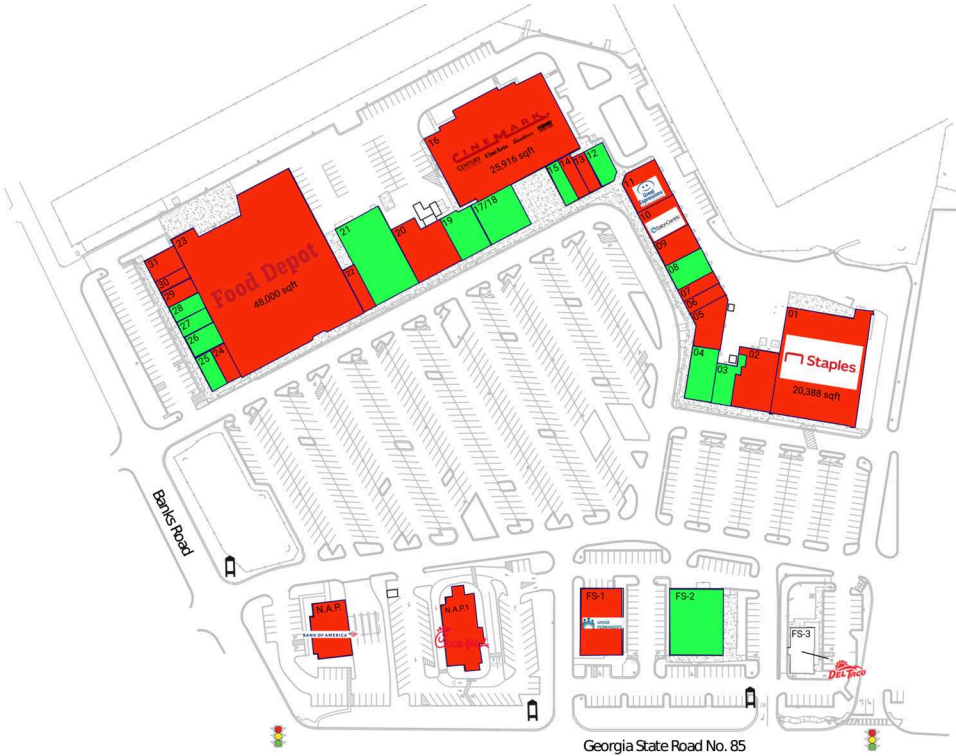 16
CINEMARK
CENTURY
25,916 sqft
15
14
13
12
11
Great
Expressions
10
SalonCentric
09
08
07
06
05
04
03
02
01
Staples
20,388 sqft
17/18
19
20
21
22
23
Food Depot
48,000 sqft
31
30
29
28
27
26
25
24
Banks Road
N.A.P.
BANK OF AMERICA
N.A.P.1
Chick-fil-A
FS-1
KAISER
PERMANENTE
FS-2
FS-3
DEL TACO
Georgia State Road No. 85